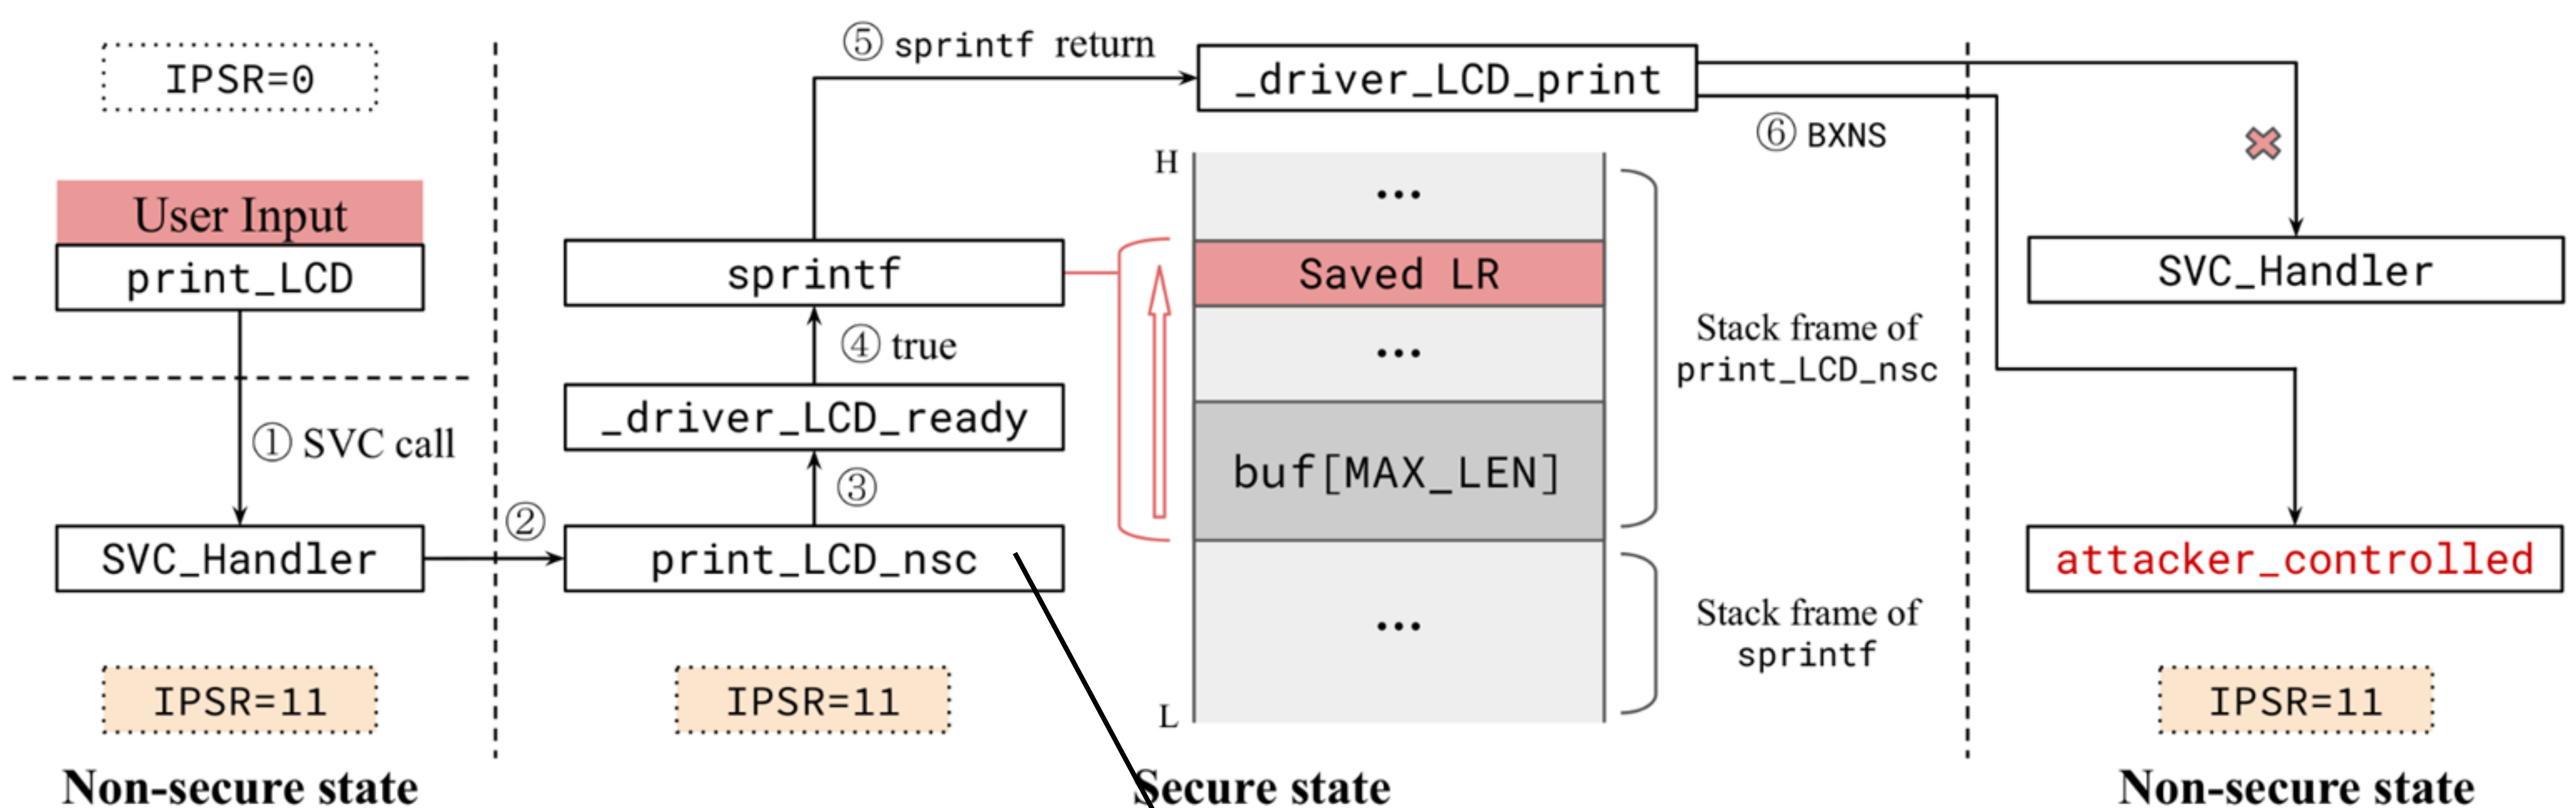 IPSR=0
User Input
print_LCD
① SVC call
SVC_Handler
IPSR=11
Non-secure state
②
print_LCD_nsc
③
_driver_LCD_ready
④ true
sprintf
⑤ sprintf return
_driver_LCD_print
IPSR=11
H
...
Saved LR
...
buf[MAX_LEN]
...
L
Stack frame of
print_LCD_nsc
Stack frame of
sprintf
Secure state
⑥ BXNS
SVC_Handler
attacker_controlled
IPSR=11
Non-secure state